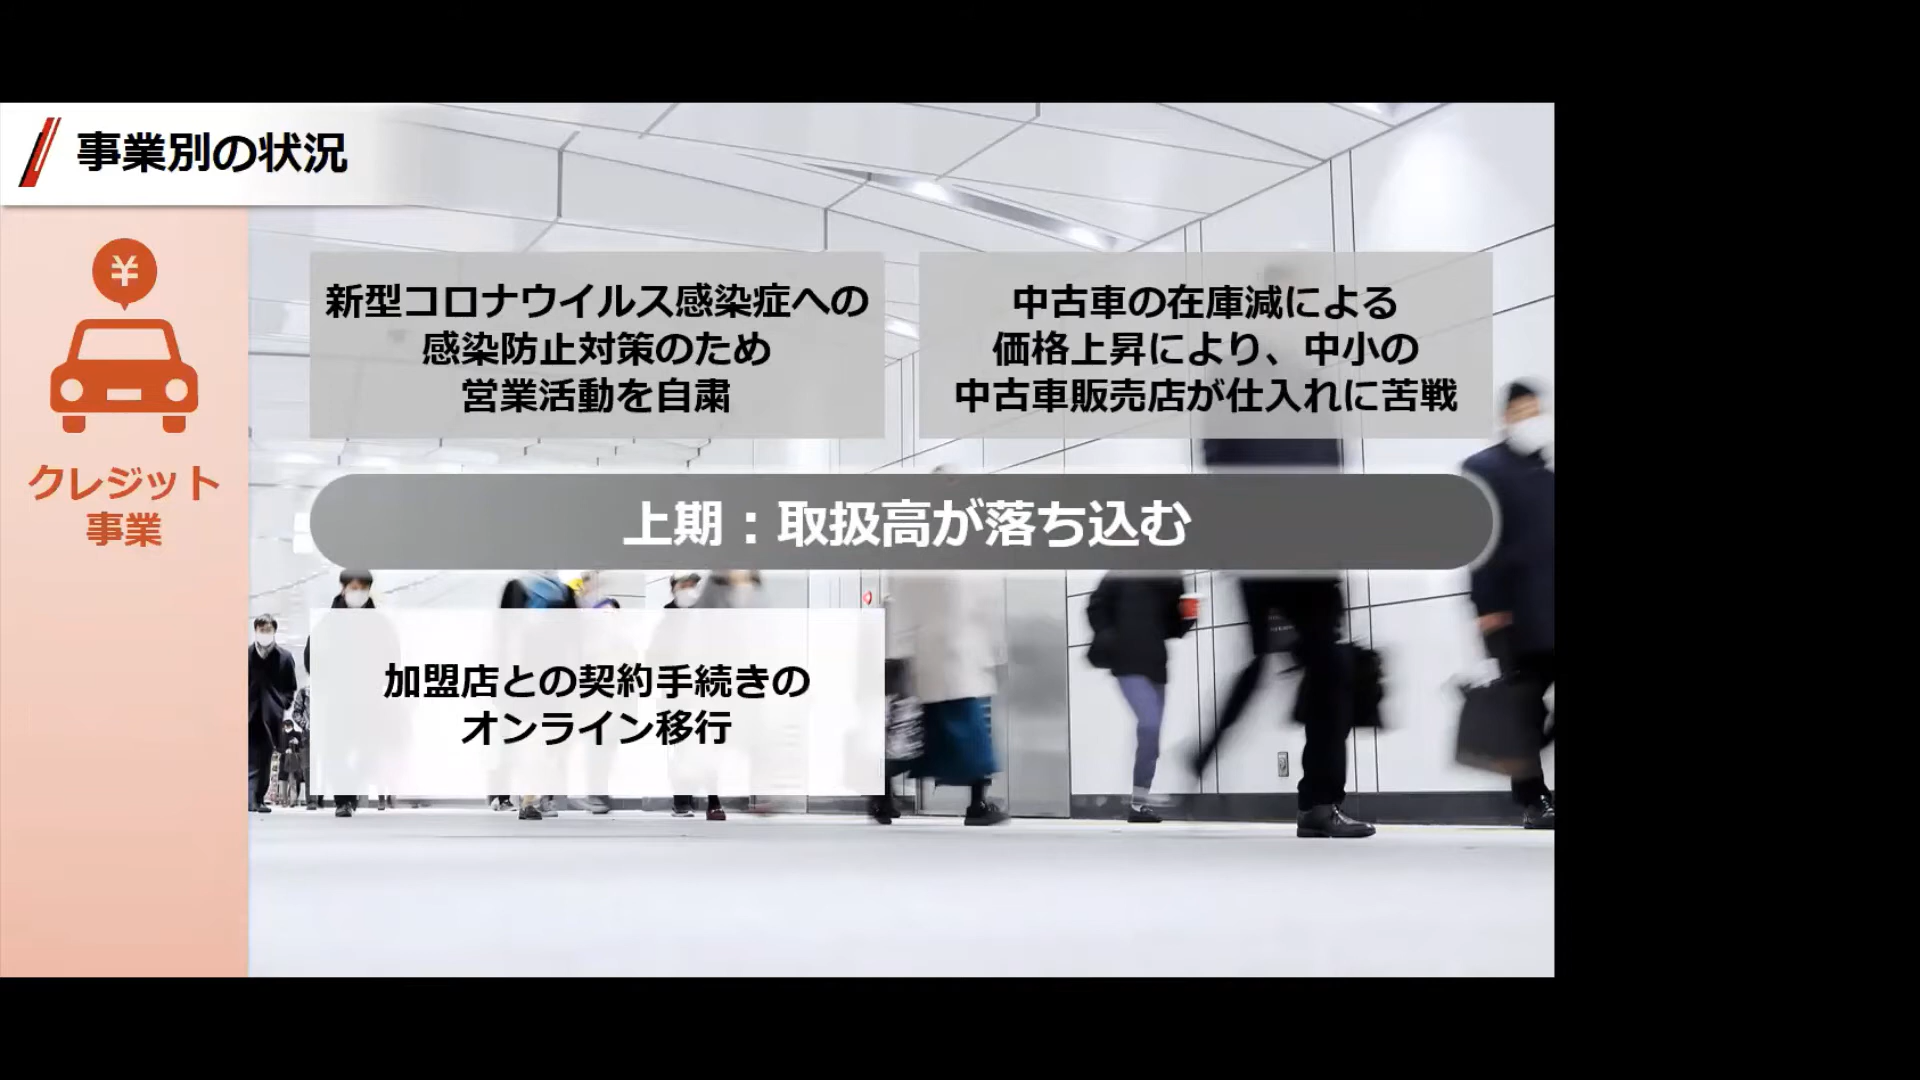 事業別の状況
¥
クレジット
事業
新型コロナウイルス感染症への
感染防止対策のため
営業活動を自粛
中古車の在庫減による
価格上昇により、中小の
中古車販売店が仕入れに苦戦
上期：取扱高が落ち込む
加盟店との契約手続きの
オンライン移行